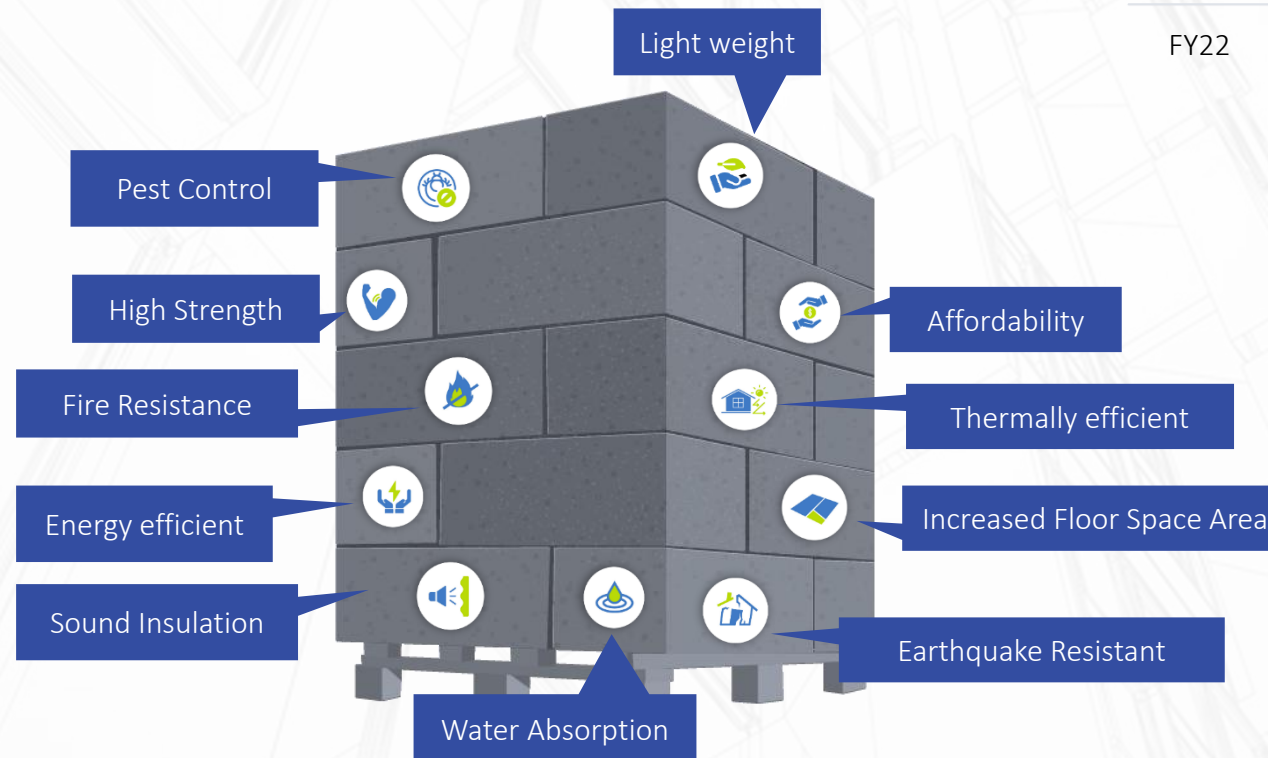 FY22
Light weight
Pest Control
High Strength
Affordability
Fire Resistance
Thermally efficient
Energy efficient
Increased Floor Space Area
Sound Insulation
Earthquake Resistant
Water Absorption